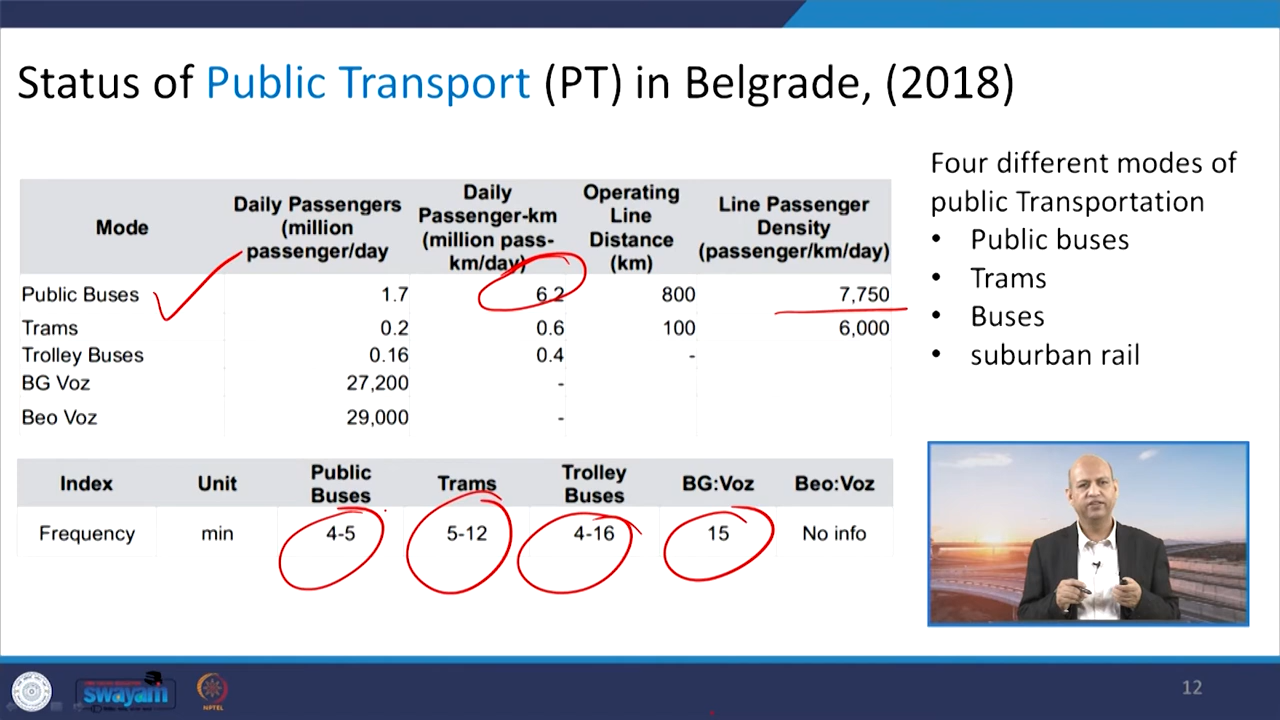 Status of Public Transport (PT) in Belgrade, (2018)
Mode
Daily Passengers
(million
passenger/day
Daily
Passenger-km
(million pass-
km/day)
Operating
Line
Distance
(km)
Line Passenger
Density
(passenger/km/day)
Public Buses 1.7 6.2 800 7,750
Trams 0.2 0.6 100 6,000
Trolley Buses 0.16 0.4 -
BG Voz 27,200 -
Beo Voz 29,000 -
Index Unit Public Buses Trams Trolley Buses BG:Voz Beo:Voz
Frequency min 4-5 5-12 4-16 15 No info
Four different modes of
public Transportation
• Public buses
• Trams
• Buses
• suburban rail
swayam
NPTEL
12